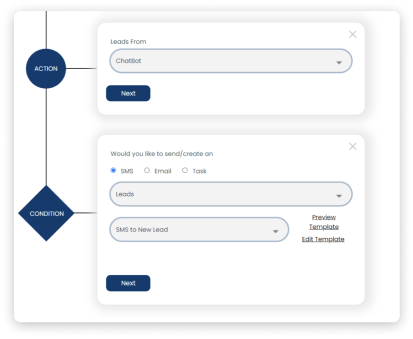 Leads From
ACTION
ChatBot
Next
Would you like to send/create an
SMS Email Task
Leads
CONDITION
Preview
Template
SMS to New Lead
Edit Template
Next